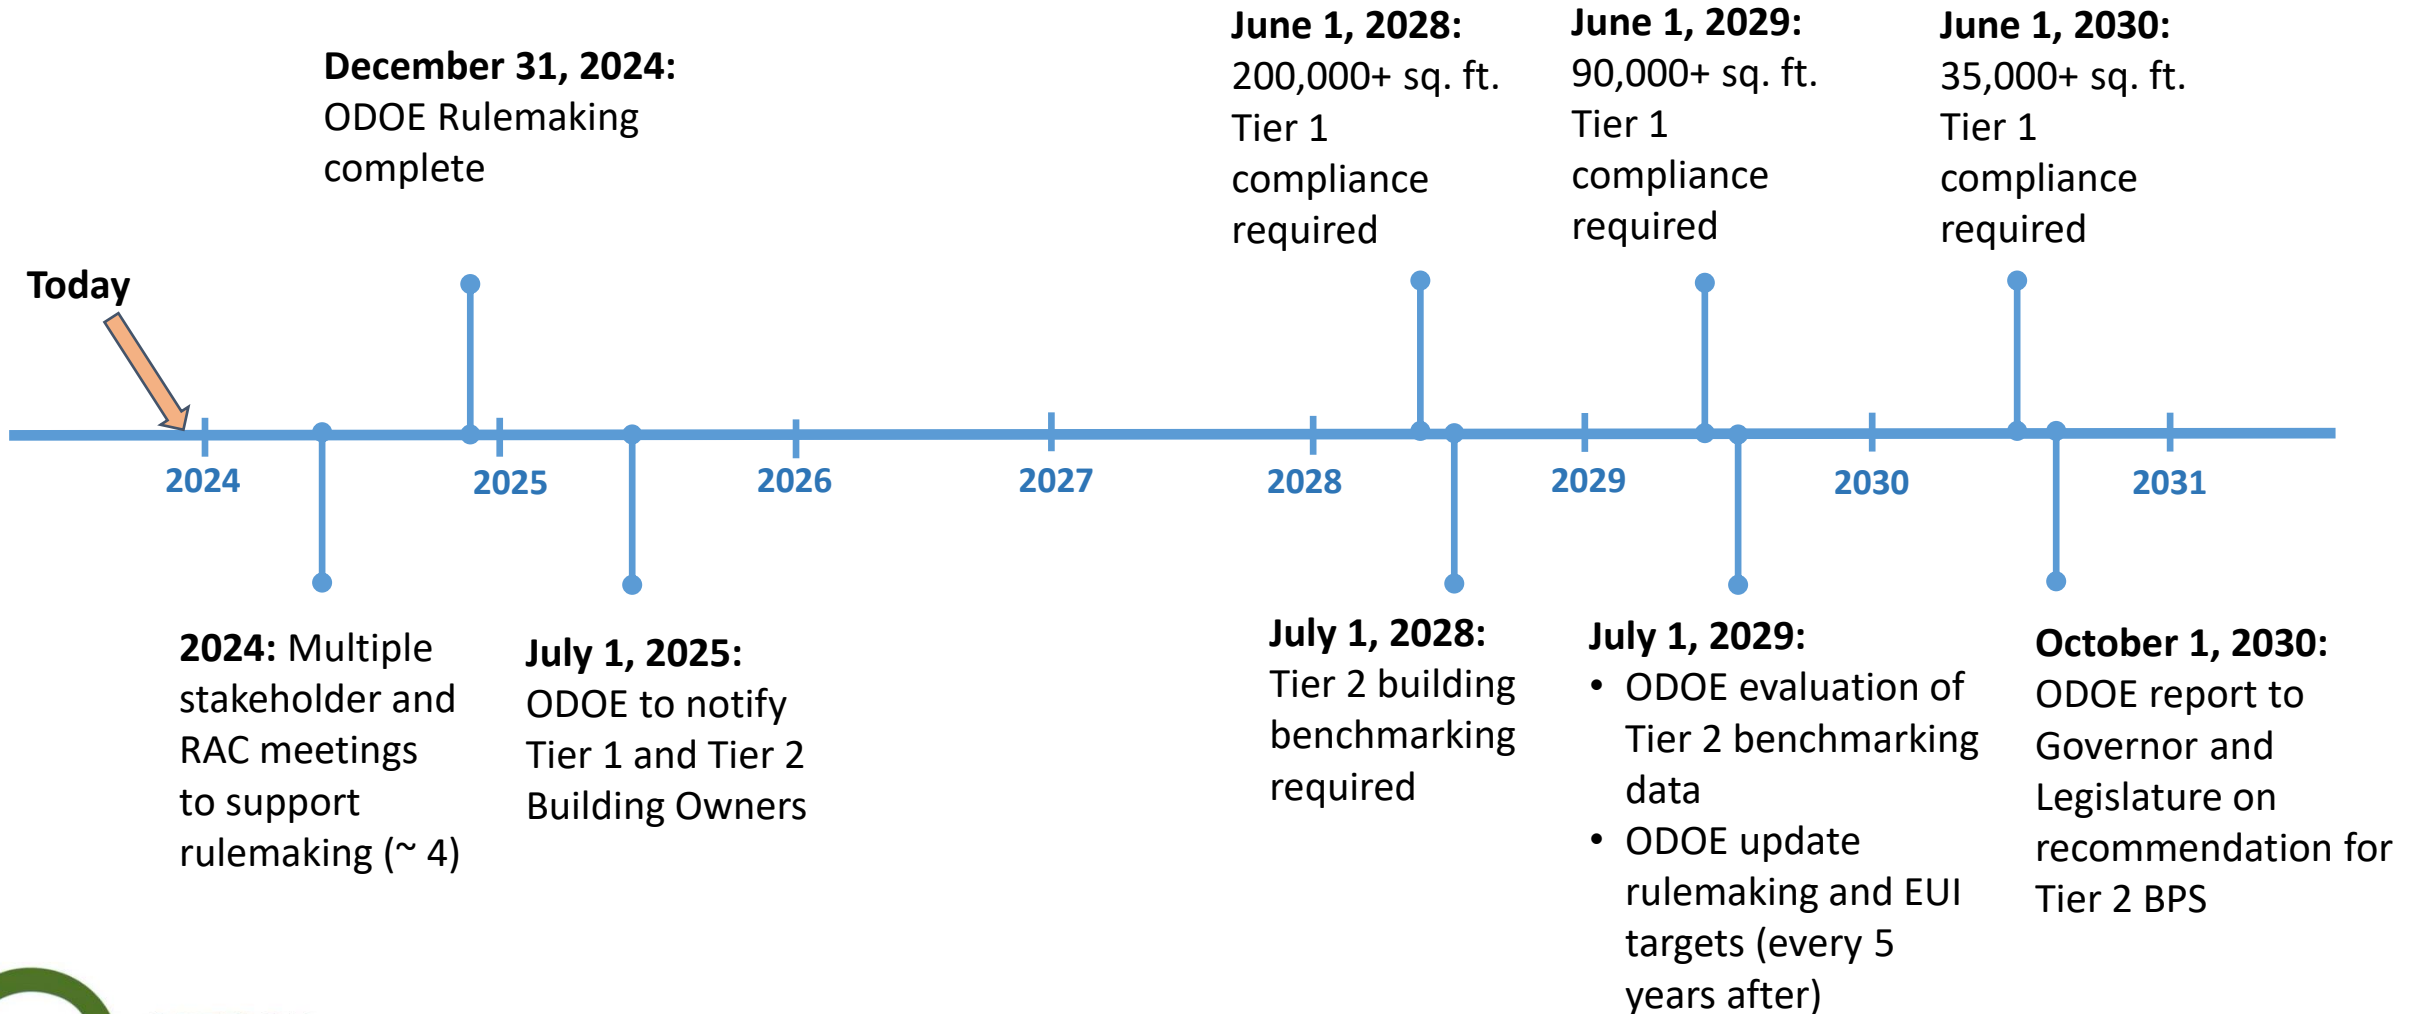 December 31, 2024:
ODOE Rulemaking
complete
June 1, 2028:
200,000+ sq. ft.
Tier 1
compliance
required
June 1, 2029:
90,000+ sq. ft.
Tier 1
compliance
required
June 1, 2030:
35,000+ sq. ft.
Tier 1
compliance
required
Today
2024
2025
2026
2027
2028
2029
2030
2031
2024: Multiple
stakeholder and
RAC meetings
to support
rulemaking (~ 4)
July 1, 2025:
ODOE to notify
Tier 1 and Tier 2
Building Owners
July 1, 2028:
Tier 2 building
benchmarking
required
July 1, 2029:
• ODOE evaluation of
Tier 2 benchmarking
data
• ODOE update
rulemaking and EUI
targets (every 5
years after)
October 1, 2030:
ODOE report to
Governor and
Legislature on
recommendation for
Tier 2 BPS